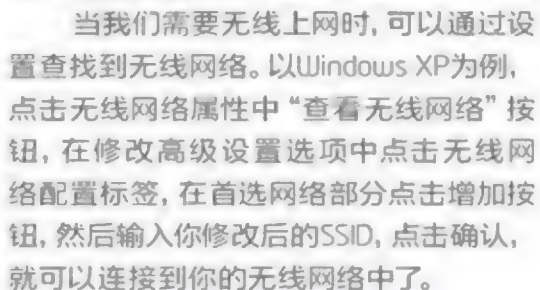 当我们需要无线上网时, 可以通过设
置查找到无线网络。以Windows XP为例,
点击无线网络属性中“查看无线网络”按
钮, 在修改高级设置选项中点击无线网
络配置标签, 在首选网络部分点击增加按
钮, 然后输入你修改后的SSID, 点击确认,
就可以连接到你的无线网络中了。